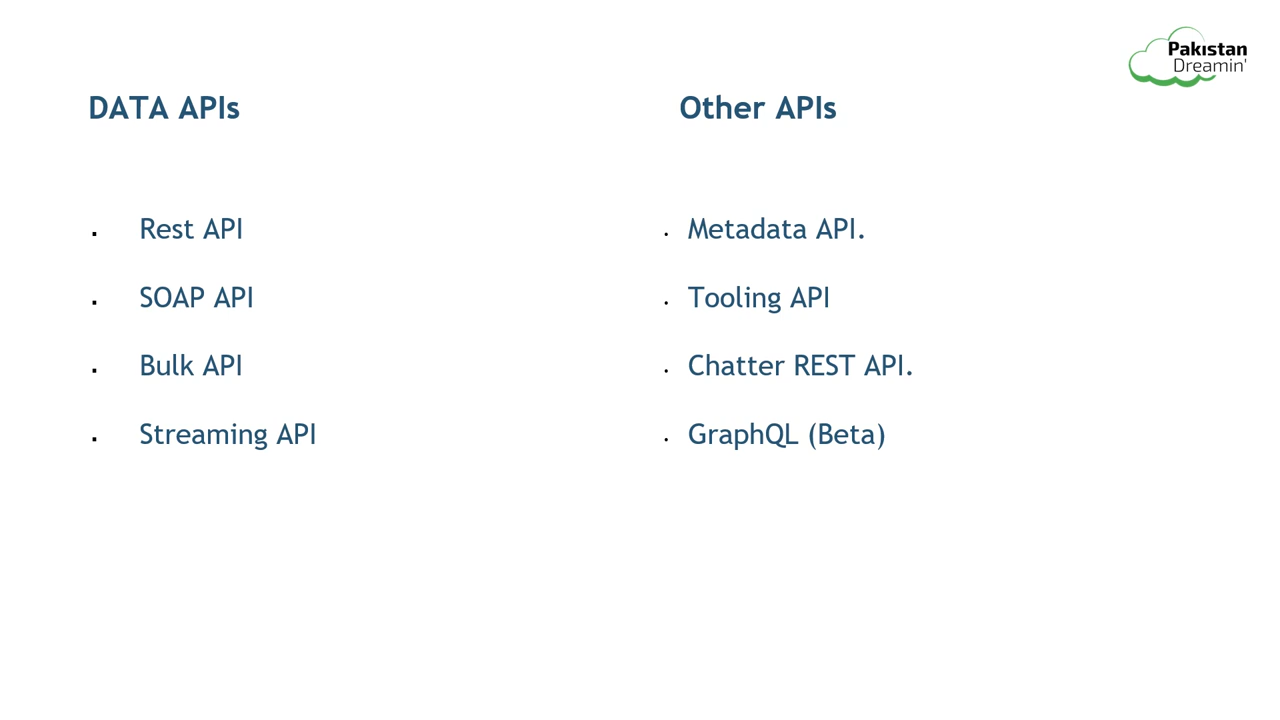 Pakistan
Dreamin'
DATA APIs
Rest API
SOAP API
Bulk API
Streaming API
Other APIs
Metadata API.
Tooling API
Chatter REST API.
GraphQL (Beta)